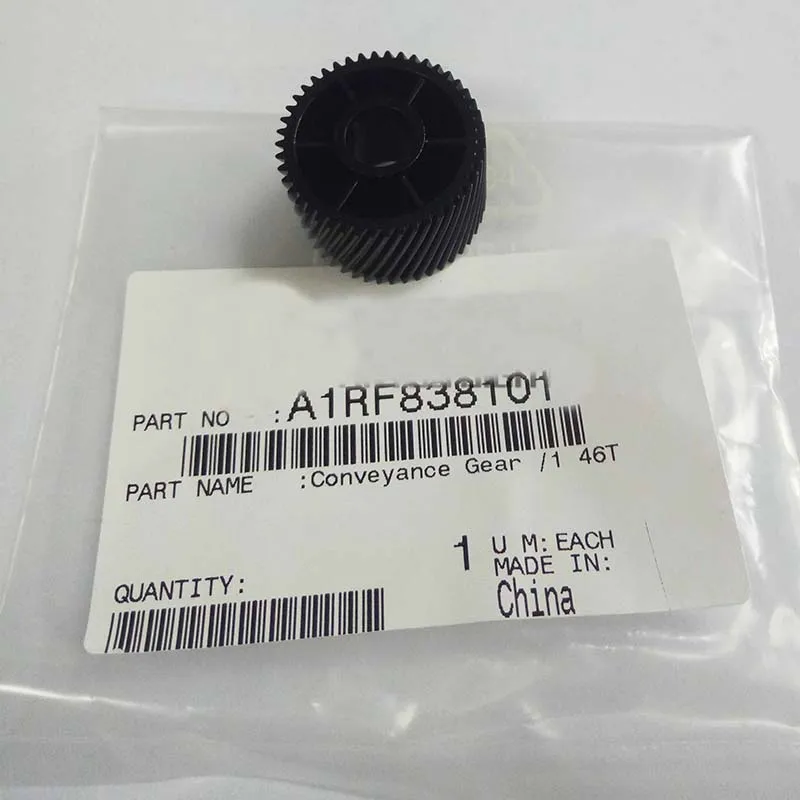 PART NO :A1RF838101
PART NAME :Conveyance Gear /1 46T
QUANTITY: 1 U M:EACH
MADE IN:
China